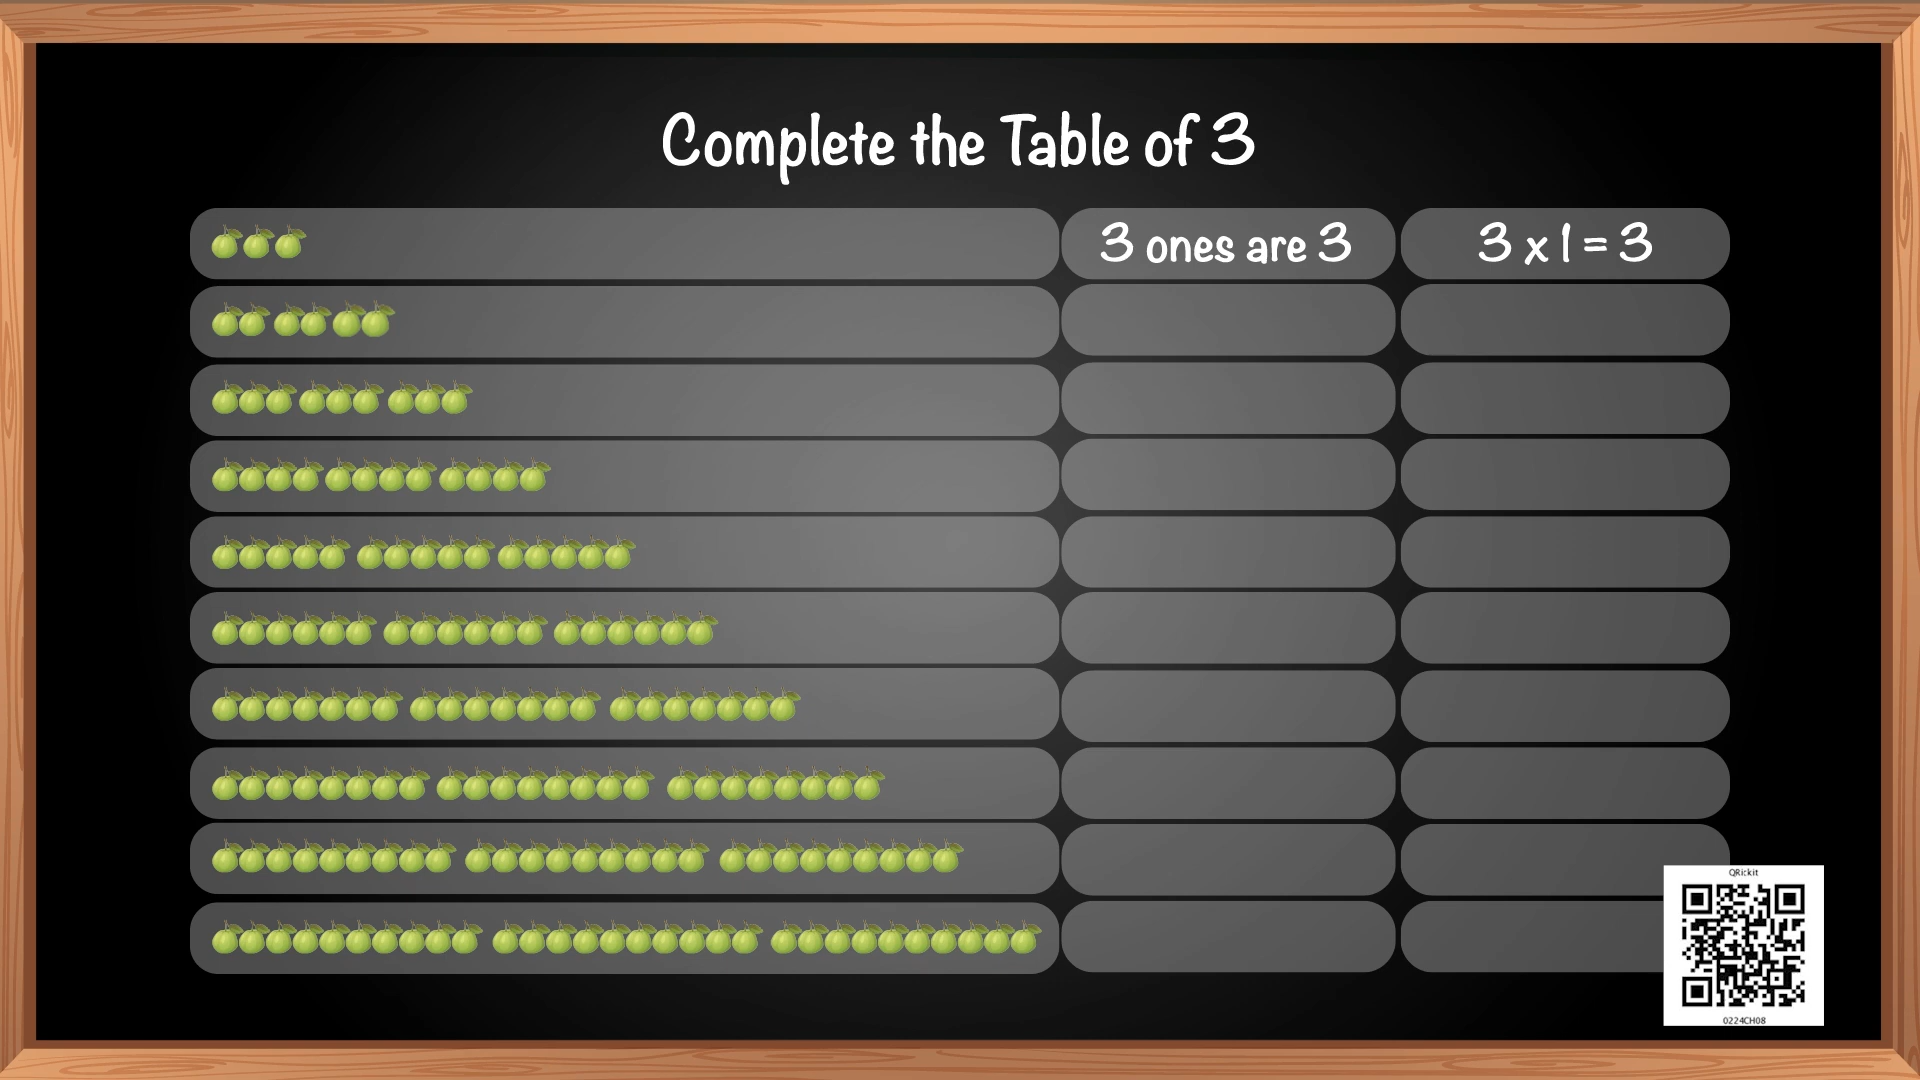 Complete the Table of 3
3 ones are 3
3 x 1 = 3
QRickit
0224CH08